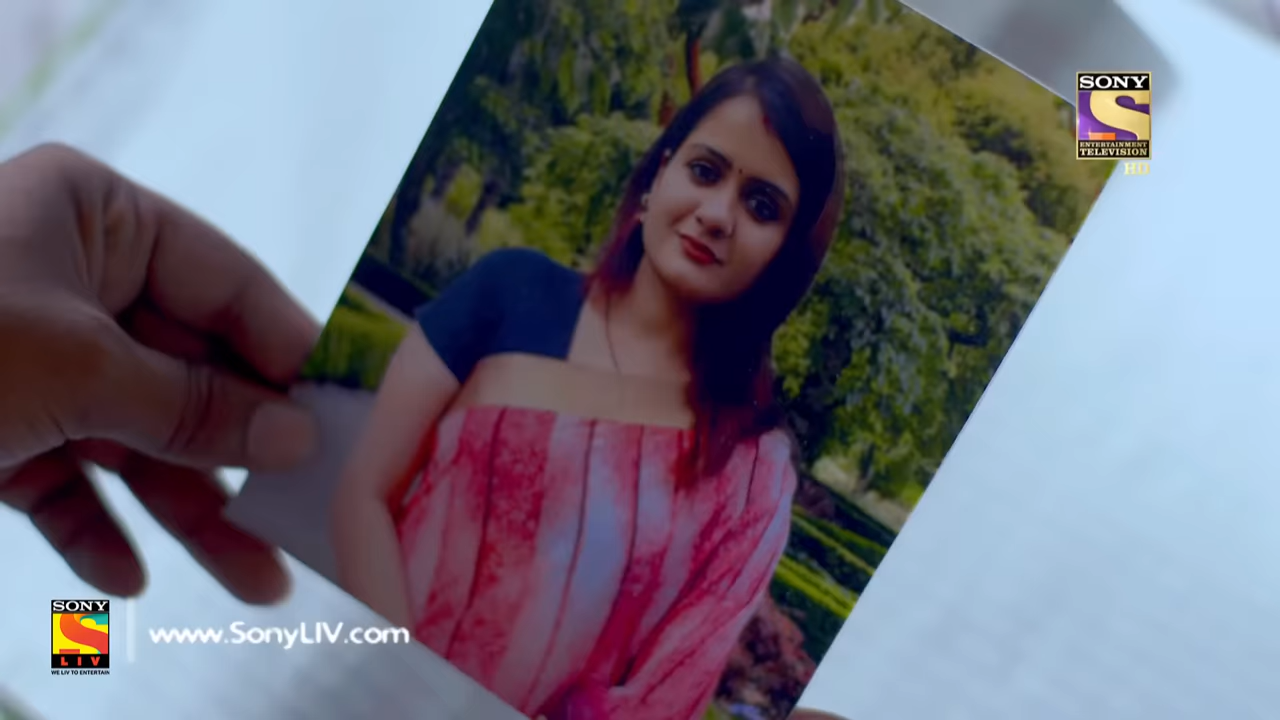 SONY
ENTERTAINMENT
TELEVISION
HD
SONY
LIV
WE LIV TO ENTERTAIN
www.SonyLIV.com